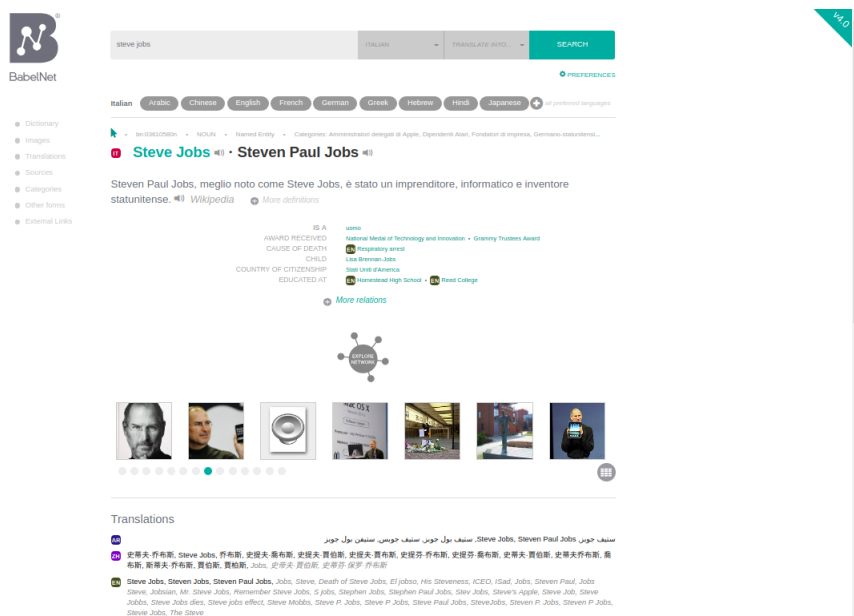 v4.0
BabelNet
steve jobs
ITALIAN
TRANSLATE INTO...
SEARCH
PREFERENCES
Italian Arabic Chinese English French German Greek Hebrew Hindi Japanese all preferred languages
Dictionary
Images
Translations
Sources
Categories
Other forms
External Links
bn:03610580n • NOUN • Named Entity • Categories: Amministratori delegati di Apple, Dipendenti Atari, Fondatori di impresa, Germano-statunitensi...
IT Steve Jobs · Steven Paul Jobs
Steven Paul Jobs, meglio noto come Steve Jobs, è stato un imprenditore, informatico e inventore
statunitense. Wikipedia More definitions
IS A uomo
AWARD RECEIVED National Medal of Technology and Innovation • Grammy Trustees Award
CAUSE OF DEATH EN Respiratory arrest
CHILD Lisa Brennan-Jobs
COUNTRY OF CITIZENSHIP Stati Uniti d'America
EDUCATED AT EN Homestead High School • EN Reed College
More relations
EXPLORE
NETWORK
Mac OS X
Translations
AR ستيف جوبز, Steve Jobs, Steven Paul Jobs, ستيف بول جوبز, ستيف جوبس, ستيفن بول جوبز
ZH 史蒂夫·乔布斯, Steve Jobs, 乔布斯, 史提夫·喬布斯, 史提夫·賈伯斯, 史提夫·賈布斯, 史提芬·乔布斯, 史提芬·喬布斯, 史蒂夫·賈伯斯, 史蒂夫乔布斯, 喬
布斯, 斯蒂夫·乔布斯, 賈伯斯, 賈柏斯, Jobs, 史電夫·賈伯斯, 史蒂芬·保罗·乔布斯
EN Steve Jobs, Steven Jobs, Steven Paul Jobs, Jobs, Steve, Death of Steve Jobs, El jobso, His Steveness, ICEO, ISad, Jobs, Steven Paul, Jobs
Steve, Jobsian, Mr. Steve Jobs, Remember Steve Jobs, S jobs, Stephen Jobs, Stephen Paul Jobs, Stev Jobs, Steve's Apple, Steve Job, Steve
Jobbs, Steve Jobs dies, Steve jobs effect, Steve Mobbs, Steve P. Jobs, Steve P Jobs, Steve Paul Jobs, SteveJobs, Steven P. Jobs, Steven P Jobs,
Stevie Jobs, The Steve